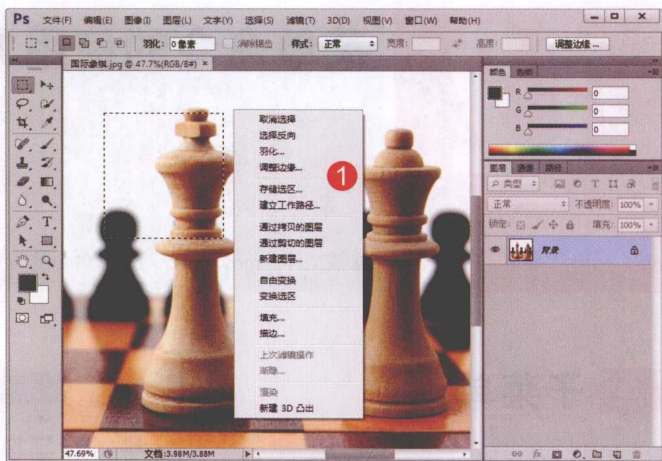 Ps 文件(F) 编辑(E) 图像(I) 图层(L) 文字(Y) 选择(S) 滤镜(T) 3D(D) 视图(V) 窗口(W) 帮助(H)
羽化: 0 像素 消除锯齿 样式: 正常 宽度: 高度: 调整边缘...
国际象棋.jpg @ 47.7%(RGB/8#) ×
颜色 色板
R 0
G 0
B 0
取消选择
选择反向
羽化...
调整边缘...
1
存储选区...
建立工作路径...
通过拷贝的图层
通过剪切的图层
新建图层...
自由变换
变换选区
填充...
描边...
上次滤镜操作
渐隐...
渲染
新建 3D 凸出
图层 通道 路径
类型
正常 不透明度: 100%
锁定: 填充: 100%
背景
47.69% 文档:3.98M/3.88M
fx